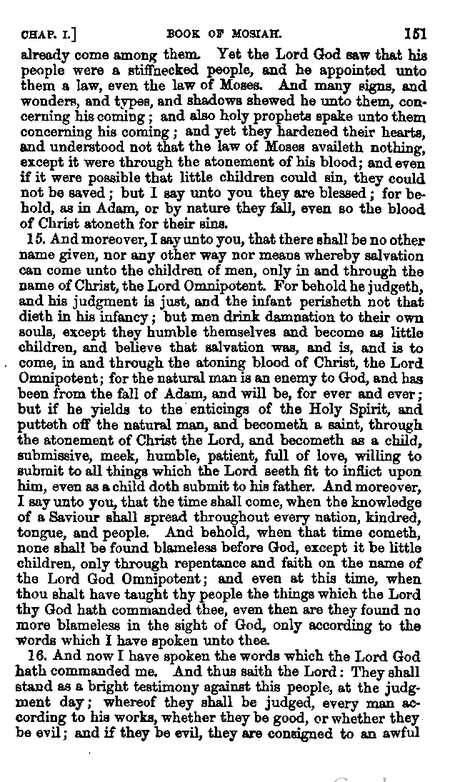 CHAP. I.] BOOK OF MOSIAH. 151
already come among them. Yet the Lord God saw that his
people were a stiffnecked people, and he appointed unto
them a law, even the law of Moses. And many signs, and
wonders, and types, and shadows shewed he unto them, con-
cerning his coming; and also holy prophets spake unto them
concerning his coming; and yet they hardened their hearts,
and understood not that the law of Moses availeth nothing,
except it were through the atonement of his blood; and even
if it were possible that little children could sin, they could
not be saved; but I say unto you they are blessed; for be-
hold, as in Adam, or by nature they fall, even so the blood
of Christ atoneth for their sins.
15. And moreover, I say unto you, that there shall be no other
name given, nor any other way nor means whereby salvation
can come unto the children of men, only in and through the
name of Christ, the Lord Omnipotent. For behold he judgeth,
and his judgment is just, and the infant perisheth not that
dieth in his infancy; but men drink damnation to their own
souls, except they humble themselves and become as little
children, and believe that salvation was, and is, and is to
come, in and through the atoning blood of Christ, the Lord
Omnipotent; for the natural man is an enemy to God, and has
been from the fall of Adam, and will be, for ever and ever;
but if he yields to the enticings of the Holy Spirit, and
putteth off the natural man, and becometh a saint, through
the atonement of Christ the Lord, and becometh as a child,
submissive, meek, humble, patient, full of love, willing to
submit to all things which the Lord seeth fit to inflict upon
him, even as a child doth submit to his father. And moreover,
I say unto you, that the time shall come, when the knowledge
of a Saviour shall spread throughout every nation, kindred,
tongue, and people. And behold, when that time cometh,
none shall be found blameless before God, except it be little
children, only through repentance and faith on the name of
the Lord God Omnipotent; and even at this time, when
thou shalt have taught thy people the things which the Lord
thy God hath commanded thee, even then are they found no
more blameless in the sight of God, only according to the
words which I have spoken unto thee.
16. And now I have spoken the words which the Lord God
hath commanded me. And thus saith the Lord: They shall
stand as a bright testimony against this people, at the judg-
ment day; whereof they shall be judged, every man ac-
cording to his works, whether they be good, or whether they
be evil; and if they be evil, they are consigned to an awful